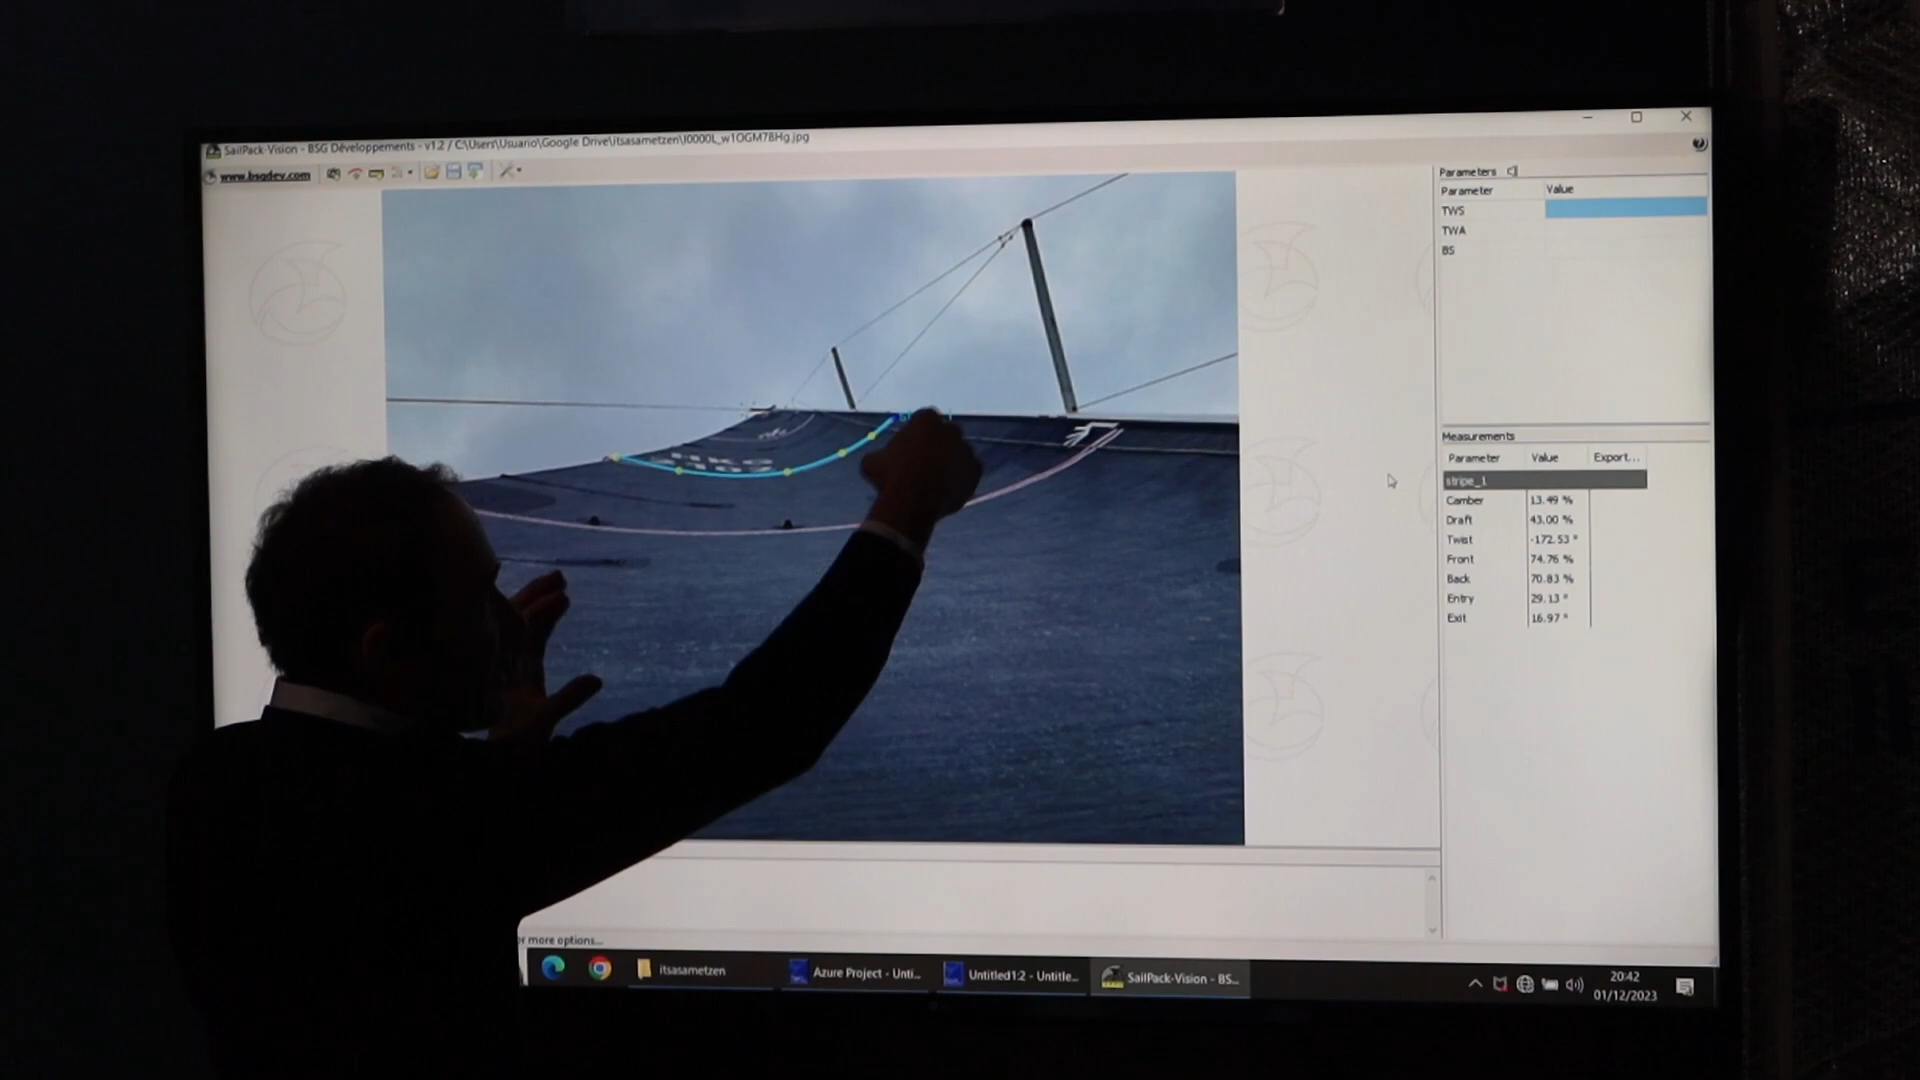 SailPack-Vision - BSG Développements - v1.2 / C:\Users\Usuario\Google Drive\itsasametzen\I0000L_w1OGM7BHg.jpg
www.bsgdev.com
Parameters
Parameter Value
TWS
TWA
BS
Measurements
Parameter Value Export...
stripe_1
Camber 13.49 %
Draft 43.00 %
Twist -172.53 °
Front 74.76 %
Back 70.83 %
Entry 29.13 °
Exit 16.97 °
or more options...
itsasametzen
Azure Project - Unti...
Untitled1:2 - Untitle...
SailPack-Vision - BS...
20:42
01/12/2023